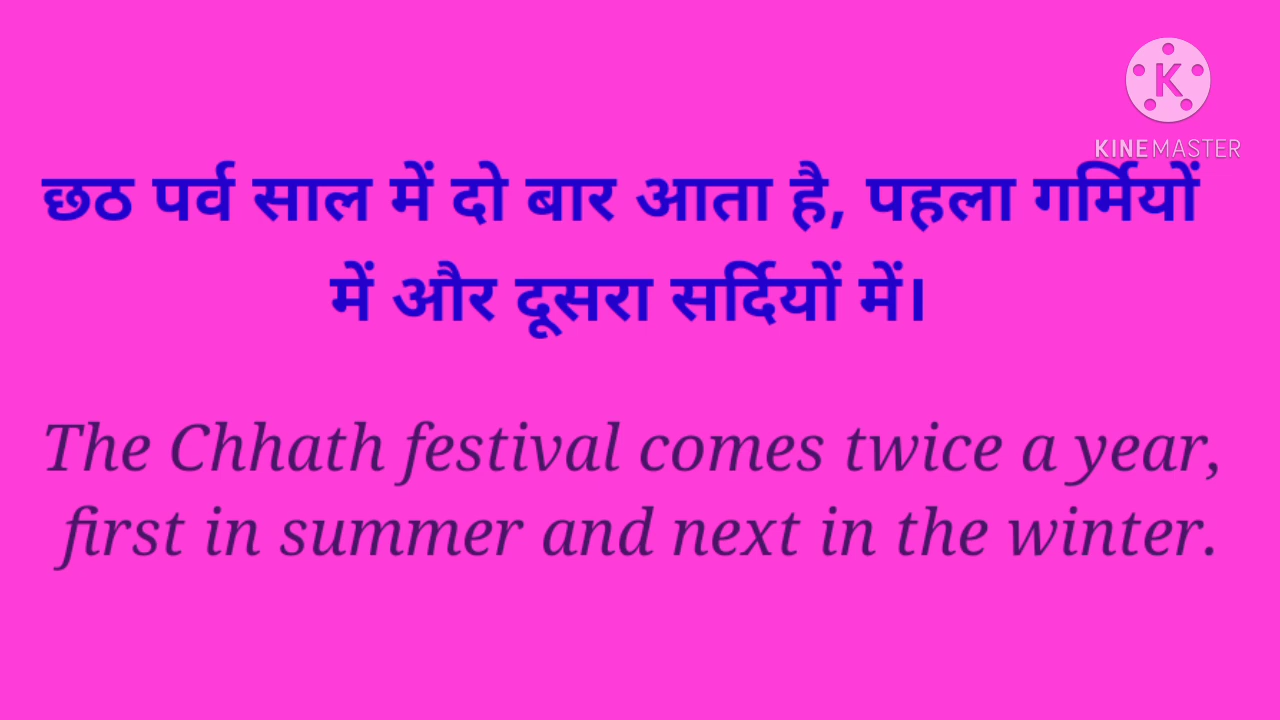 K
KINEMASTER
छठ पर्व साल में दो बार आता है, पहला गर्मियों
में और दूसरा सर्दियों में।
The Chhath festival comes twice a year,
first in summer and next in the winter.